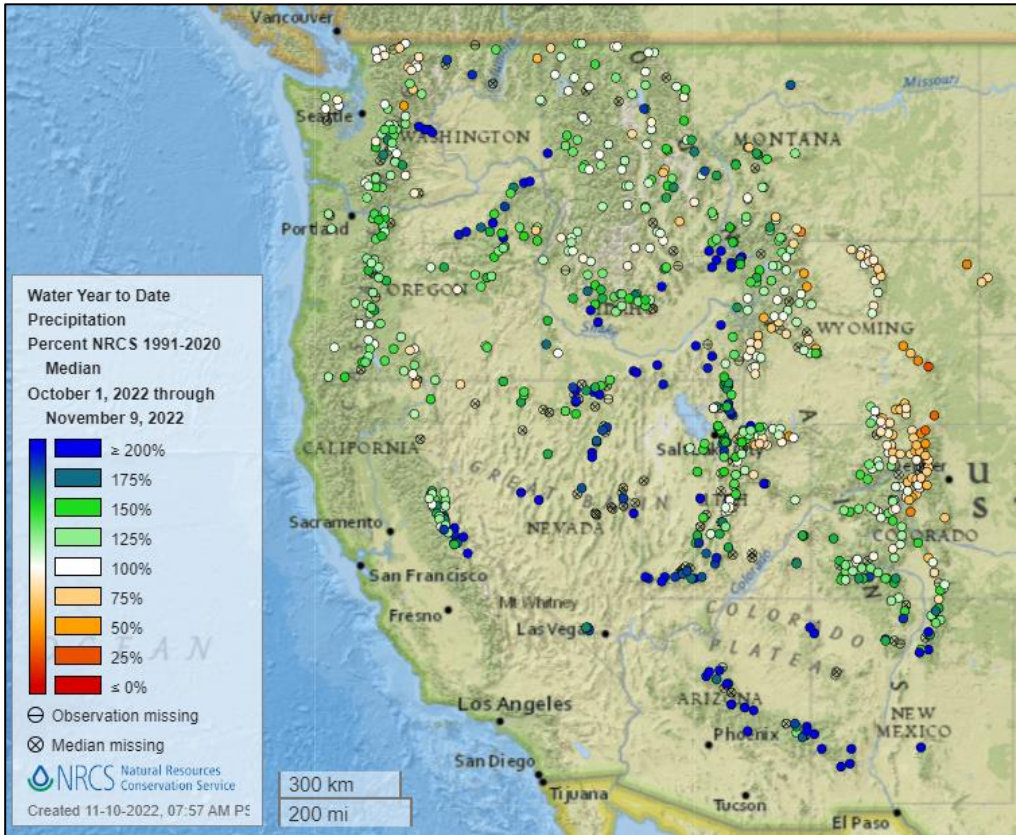 Vancouver
Seattle
WASHINGTON
MONTANA
Missouri
Portland
OREGON
IDAHO
Snake
WYOMING
Water Year to Date
Precipitation
Percent NRCS 1991-2020
Median
October 1, 2022 through
November 9, 2022
≥ 200%
175%
150%
125%
100%
75%
50%
25%
≤ 0%
Observation missing
Median missing
NRCS Natural Resources
Conservation Service
Created 11-10-2022, 07:57 AM PS
CALIFORNIA
Salt Lake City
Denver
U
S
GREAT BASIN
NEVADA
UTAH
Sacramento
COLORADO
San Francisco
Colorado
Fresno
Mt Whitney
Las Vegas
COLORADO
PLATEAU
OCEAN
Los Angeles
ARIZONA
NEW
MEXICO
Phoenix
San Diego
Tijuana
Tucson
El Paso
300 km
200 mi